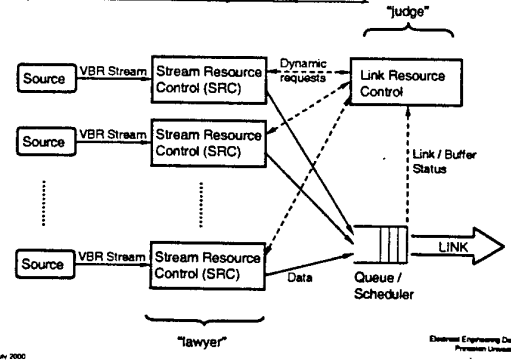 "judge"
Source
VBR Stream
Stream Resource
Control (SRC)
Dynamic
requests
Link Resource
Control
Source
VBR Stream
Stream Resource
Control (SRC)
Link / Buffer
Status
Source
VBR Stream
Stream Resource
Control (SRC)
Data
LINK
Queue /
Scheduler
"lawyer"
2000